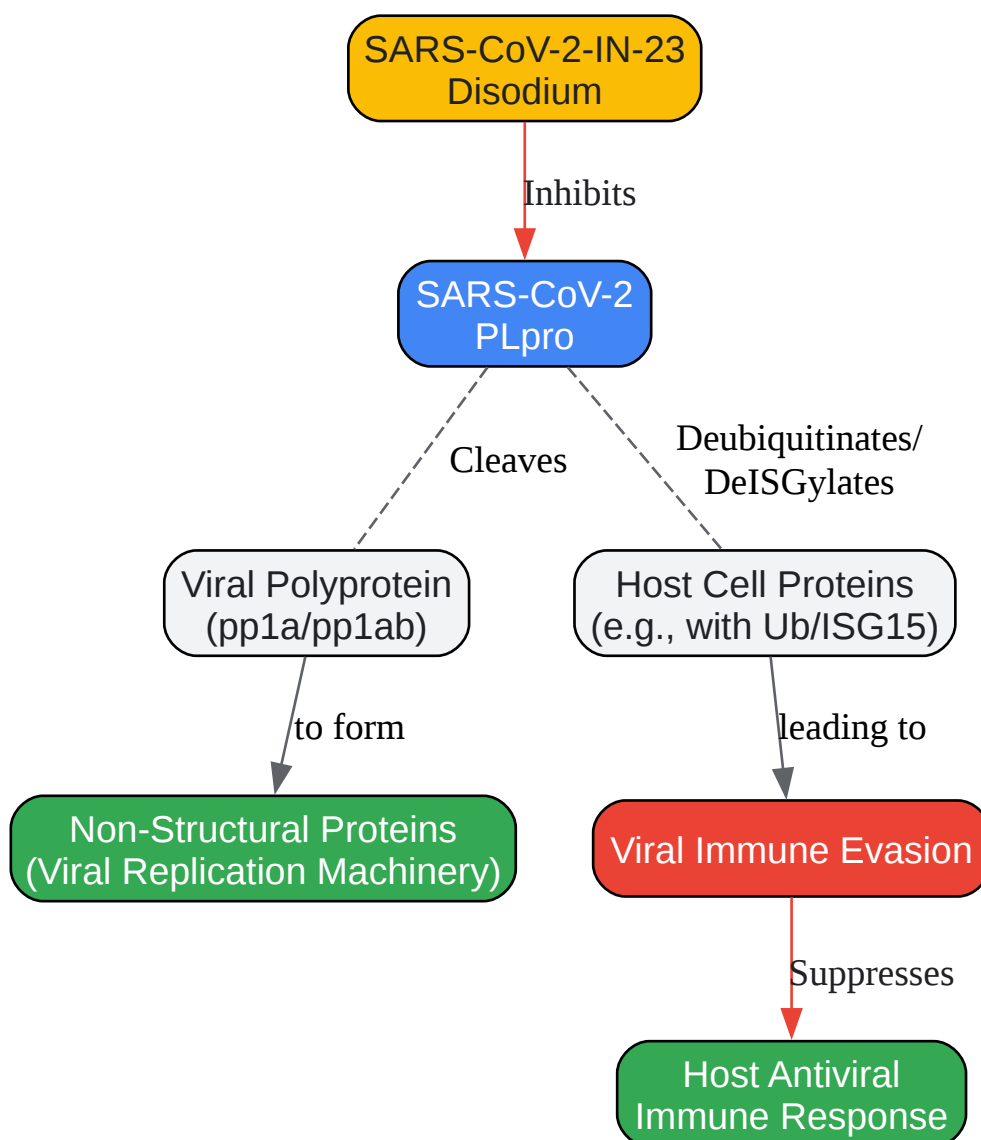 SARS-CoV-2-IN-23
Disodium
Inhibits
SARS-CoV-2
PLpro
Cleaves
Deubiquitinates/
DeISGylates
Viral Polyprotein
(pp1a/pp1ab)
Host Cell Proteins
(e.g., with Ub/ISG15)
to form
leading to
Non-Structural Proteins
(Viral Replication Machinery)
Viral Immune Evasion
Suppresses
Host Antiviral
Immune Response